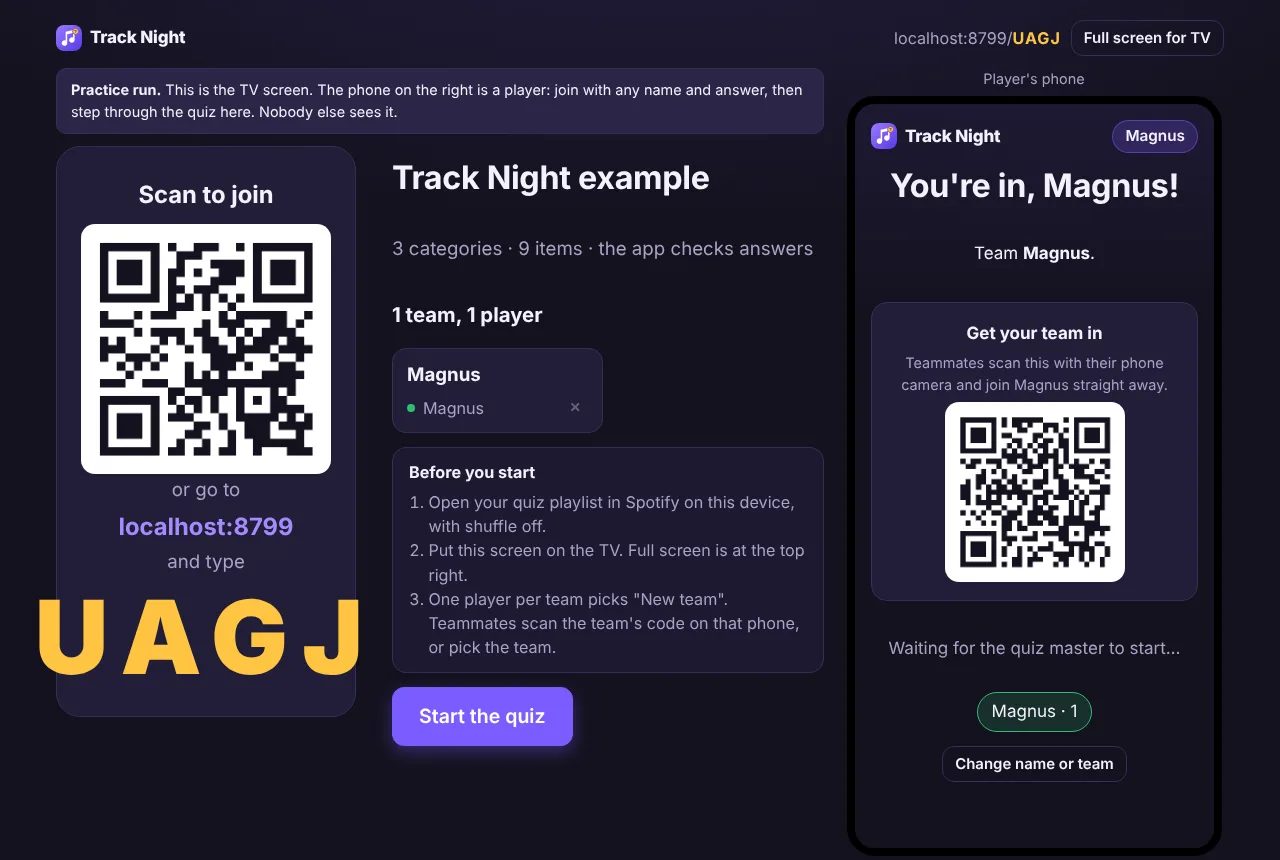 Track Night
localhost:8799/UAGJ
Full screen for TV
Practice run. This is the TV screen. The phone on the right is a player: join with any name and answer, then
step through the quiz here. Nobody else sees it.
Scan to join
or go to
localhost:8799
and type
UAGJ
Track Night example
3 categories · 9 items · the app checks answers
1 team, 1 player
Magnus
Magnus
×
Before you start
1. Open your quiz playlist in Spotify on this device,
with shuffle off.
2. Put this screen on the TV. Full screen is at the top
right.
3. One player per team picks "New team".
Teammates scan the team's code on that phone,
or pick the team.
Start the quiz
Player's phone
Track Night
Magnus
You're in, Magnus!
Team Magnus.
Get your team in
Teammates scan this with their phone
camera and join Magnus straight away.
Waiting for the quiz master to start...
Magnus · 1
Change name or team